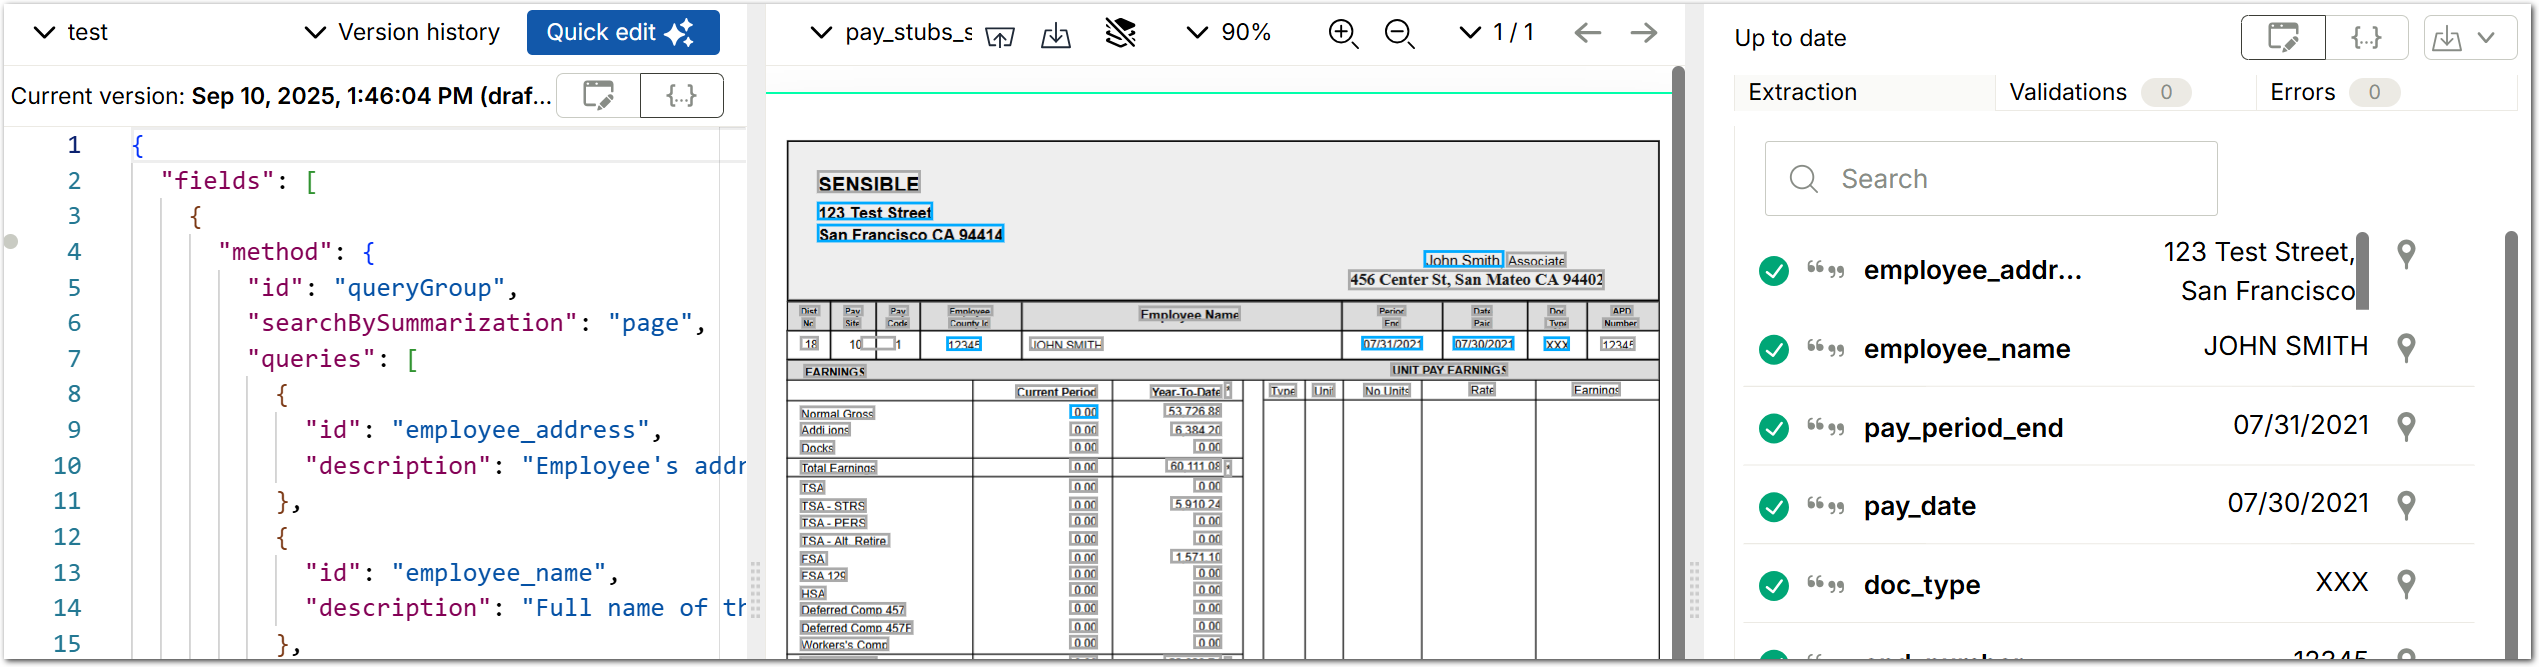 test
Version history
Quick edit
Current version: Sep 10, 2025, 1:46:04 PM (draf...
{...}
1 {
2 "fields": [
3 {
4 "method": {
5 "id": "queryGroup",
6 "searchBySummarization": "page",
7 "queries": [
8 {
9 "id": "employee_address",
10 "description": "Employee's addr
11 },
12 {
13 "id": "employee_name",
14 "description": "Full name of th
15 },
pay_stubs_s
90%
1 / 1
SENSIBLE
123 Test Street
San Francisco CA 94414
John Smith, Associate
456 Center St, San Mateo CA 94402
Dist No
Pay Site
Pay Code
Employee County Id
Employee Name
Period End
Date Paid
Doc Type
APD Number
18
10
1
12345
JOHN SMITH
07/31/2021
07/30/2021
XXX
12345
EARNINGS
UNIT PAY EARNINGS
Current Period
Year-To-Date
Type
Unit
No.Units
Rate
Earnings
Normal Gross 0.00 53,726.88
Addi ions 0.00 6,384.20
Docks 0.00 0.00
Total Earnings 0.00 60,111.08
TSA 0.00 0.00
TSA - STRS 0.00 5,910.24
TSA - PERS 0.00 0.00
TSA - Alt. Retire 0.00 0.00
FSA 0.00 1,571.10
FSA 129 0.00 0.00
HSA 0.00 0.00
Deferred Comp 457 0.00 0.00
Deferred Comp 457F 0.00 0.00
Workers's Comp 0.00 0.00
Up to date
{...}
Extraction
Validations 0
Errors 0
Search
employee_addr... 123 Test Street,
San Francisco
employee_name JOHN SMITH
pay_period_end 07/31/2021
pay_date 07/30/2021
doc_type XXX
12345